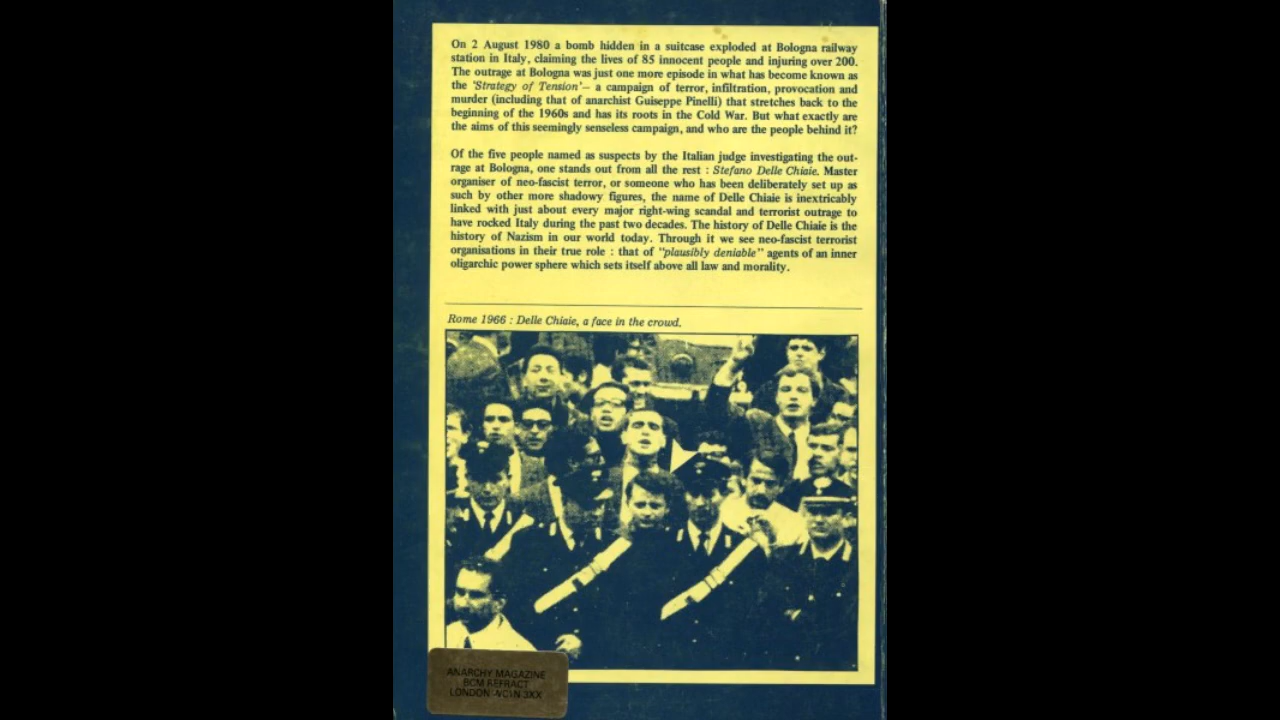 On 2 August 1980 a bomb hidden in a suitcase exploded at Bologna railway
station in Italy, claiming the lives of 85 innocent people and injuring over 200.
The outrage at Bologna was just one more episode in what has become known as
the 'Strategy of Tension'– a campaign of terror, infiltration, provocation and
murder (including that of anarchist Guiseppe Pinelli) that stretches back to the
beginning of the 1960s and has its roots in the Cold War. But what exactly are
the aims of this seemingly senseless campaign, and who are the people behind it?
Of the five people named as suspects by the Italian judge investigating the out-
rage at Bologna, one stands out from all the rest : Stefano Delle Chiaie. Master
organiser of neo-fascist terror, or someone who has been deliberately set up as
such by other more shadowy figures, the name of Delle Chiaie is inextricably
linked with just about every major right-wing scandal and terrorist outrage to
have rocked Italy during the past two decades. The history of Delle Chiaie is the
history of Nazism in our world today. Through it we see neo-fascist terrorist
organisations in their true role : that of "plausibly deniable" agents of an inner
oligarchic power sphere which sets itself above all law and morality.
Rome 1966 : Delle Chiaie, a face in the crowd.
ANARCHY MAGAZINE
BCM REFRACT
LONDON WC1N 3XX